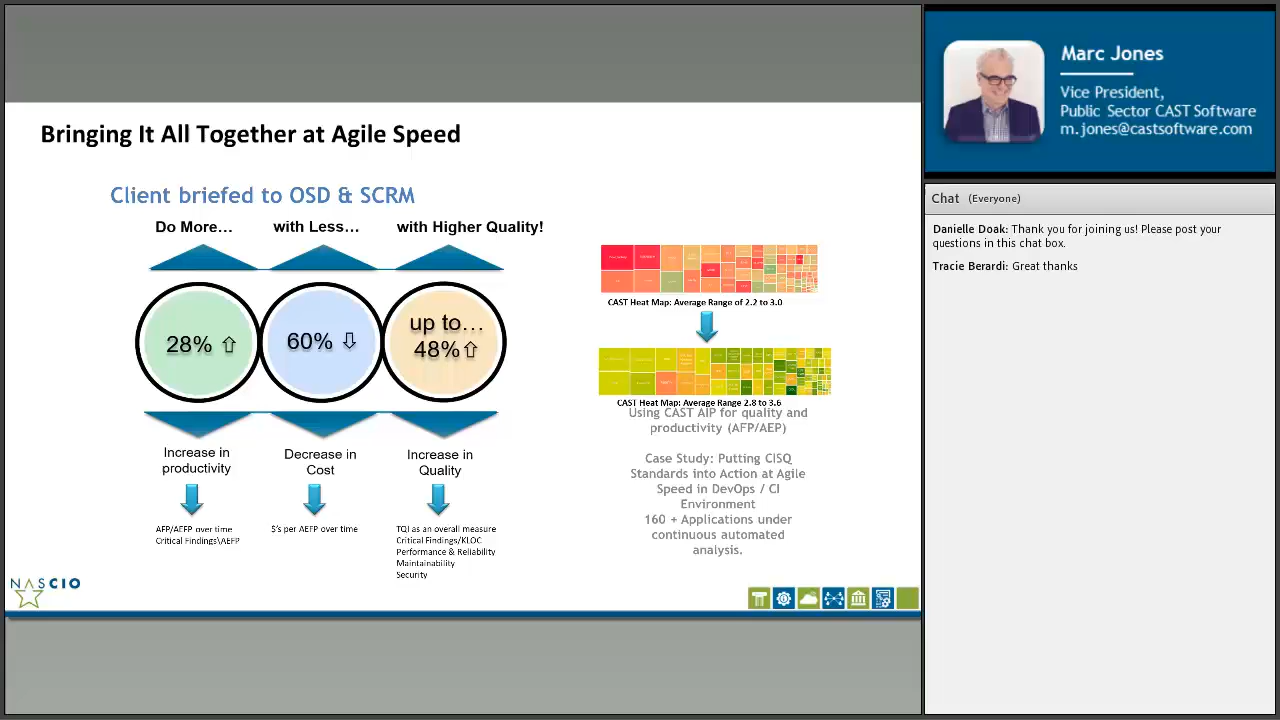 Bringing It All Together at Agile Speed
Client briefed to OSD & SCRM
Do More…
with Less…
with Higher Quality!
28%
60%
up to…
48%
Increase in
productivity
Decrease in
Cost
Increase in
Quality
AFP/AEFP over time
Critical Findings\AEFP
$'s per AEFP over time
TQI as an overall measure
Critical Findings/KLOC
Performance & Reliability
Maintainability
Security
CAST Heat Map: Average Range of 2.2 to 3.0
CAST Heat Map: Average Range 2.8 to 3.6
Using CAST AIP for quality and
productivity (AFP/AEP)
Case Study: Putting CISQ
Standards into Action at Agile
Speed in DevOps / CI
Environment
160 + Applications under
continuous automated
analysis.
NASCIO
Marc Jones
Vice President,
Public Sector CAST Software
m.jones@castsoftware.com
Chat (Everyone)
Danielle Doak: Thank you for joining us! Please post your
questions in this chat box.
Tracie Berardi: Great thanks